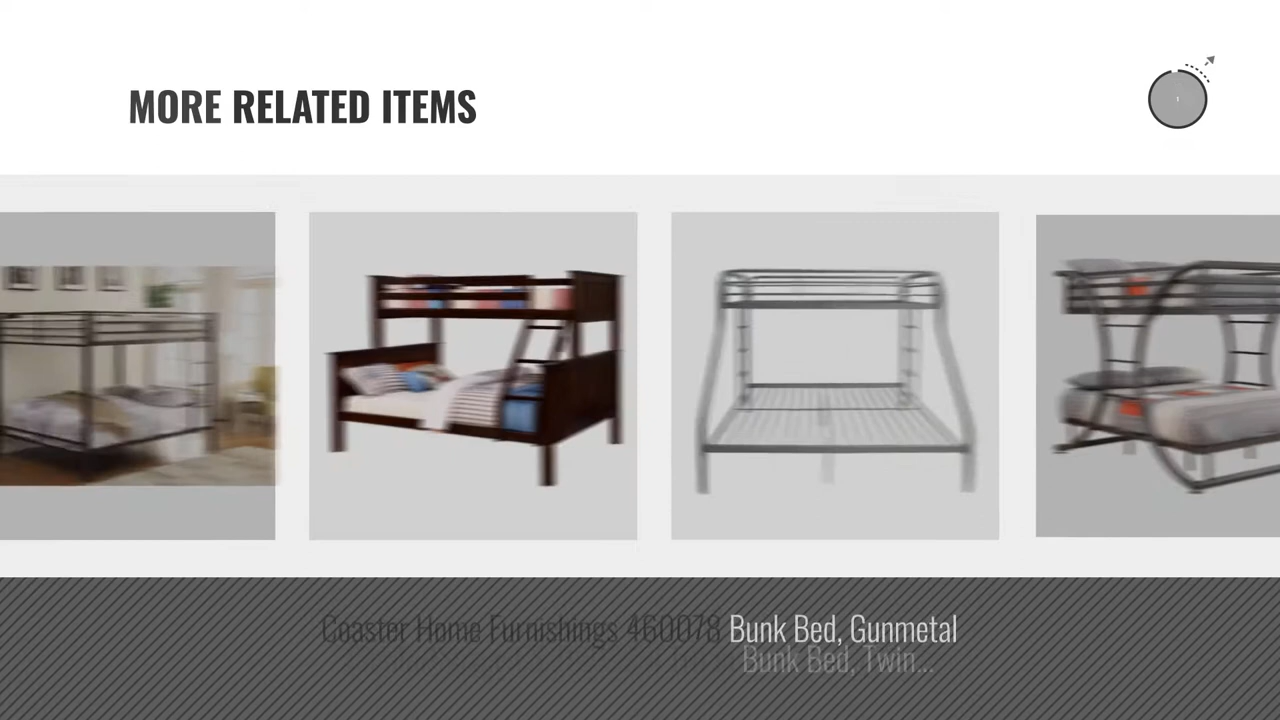 MORE RELATED ITEMS
Coaster Home Furnishings 460078 Bunk Bed, Gunmetal
Bunk Bed, Twin...